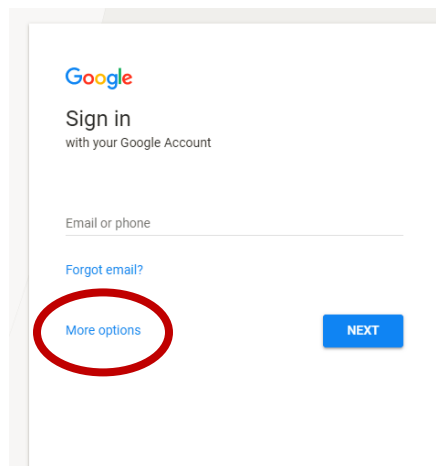 Google
Sign in
with your Google Account
Email or phone
Forgot email?
More options
NEXT